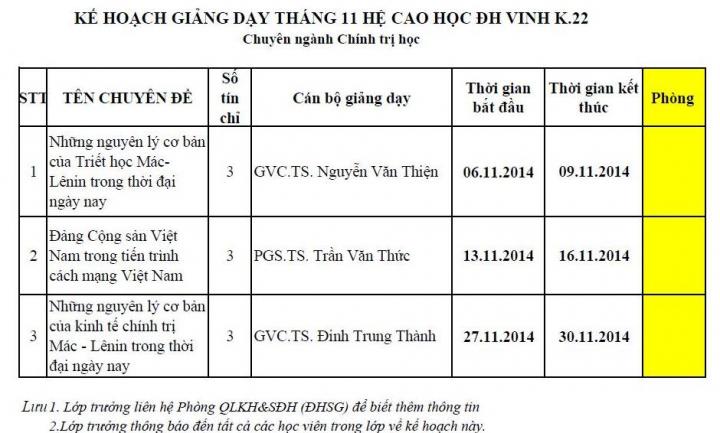 KẾ HOẠCH GIẢNG DẠY THÁNG 11 HỆ CAO HỌC ĐH VINH K.22
Chuyên ngành Chính trị học
STT TÊN CHUYÊN ĐỀ Số tín chỉ Cán bộ giảng dạy Thời gian bắt đầu Thời gian kết thúc Phòng
1 Những nguyên lý cơ bản của Triết học Mác-Lênin trong thời đại ngày nay 3 GVC.TS. Nguyễn Văn Thiện 06.11.2014 09.11.2014
2 Đảng Cộng sản Việt Nam trong tiến trình cách mạng Việt Nam 3 PGS.TS. Trần Văn Thức 13.11.2014 16.11.2014
3 Những nguyên lý cơ bản của kinh tế chính trị Mác - Lênin trong thời đại ngày nay 3 GVC.TS. Đinh Trung Thành 27.11.2014 30.11.2014
Lưu 1. Lớp trưởng liên hệ Phòng QLKH&SĐH (ĐHSG) để biết thêm thông tin
2.Lớp trưởng thông báo đến tất cả các học viên trong lớp về kế hoạch này.